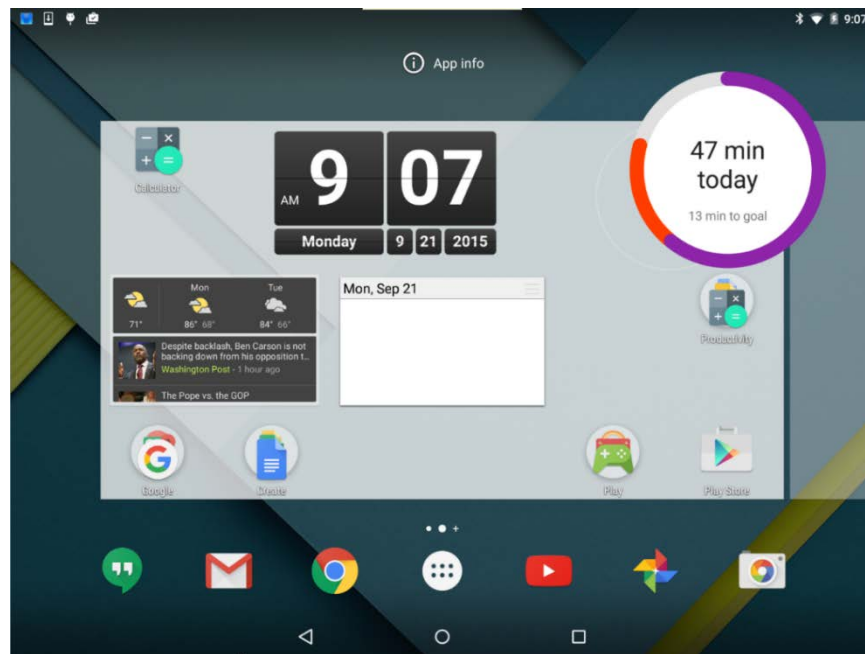 9:07
App info
Calculator
AM 9 07
Monday 9 21 2015
47 min
today
13 min to goal
Mon Tue
71° 86° 68° 84° 66°
Despite backlash, Ben Carson is not
backing down from his opposition t...
Washington Post - 1 hour ago
The Pope vs. the GOP
Mon, Sep 21
Productivity
Google
Create
Play
Play Store